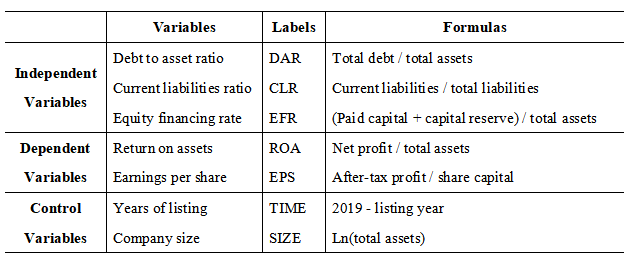 Variables Labels Formulas
Independent Variables
Debt to asset ratio DAR Total debt / total assets
Current liabilities ratio CLR Current liabilities / total liabilities
Equity financing rate EFR (Paid capital + capital reserve) / total assets
Dependent Variables
Return on assets ROA Net profit / total assets
Earnings per share EPS After-tax profit / share capital
Control Variables
Years of listing TIME 2019 - listing year
Company size SIZE Ln(total assets)